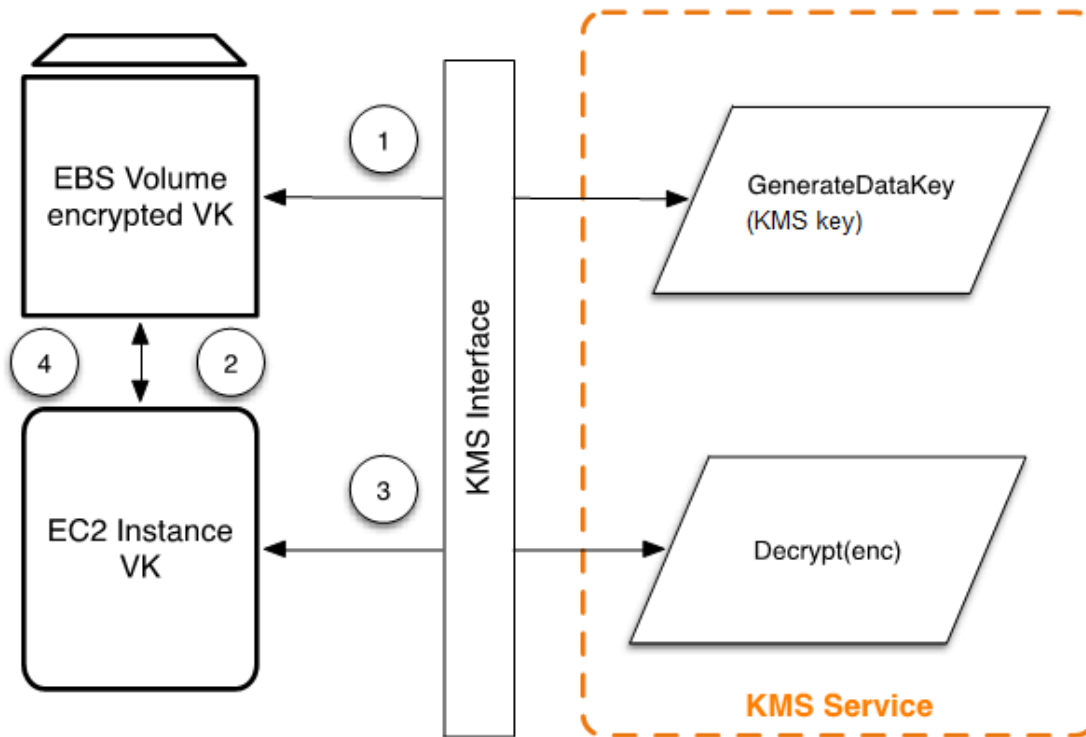 1
EBS Volume
encrypted VK
GenerateDataKey
(KMS key)
4
2
KMS Interface
3
EC2 Instance
VK
Decrypt(enc)
KMS Service